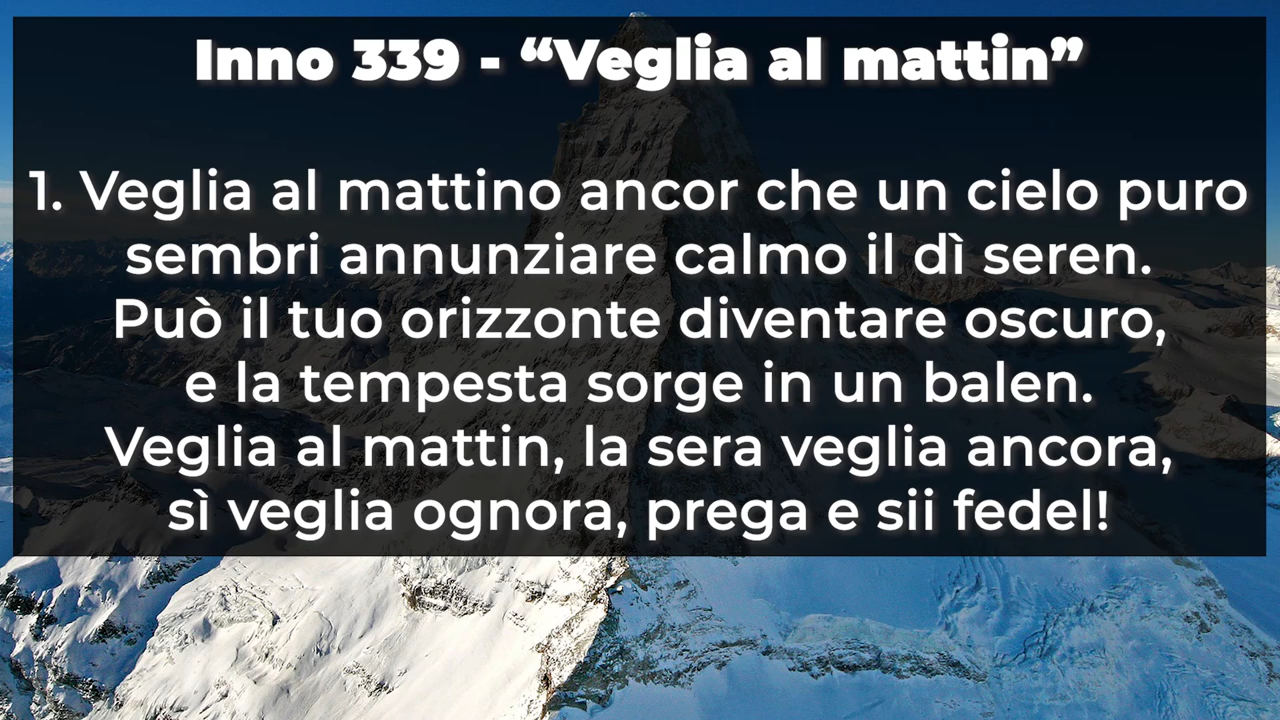 Inno 339 - “Veglia al mattin”
1. Veglia al mattino ancor che un cielo puro
sembri annunziare calmo il dì seren.
Può il tuo orizzonte diventare oscuro,
e la tempesta sorge in un balen.
Veglia al mattin, la sera veglia ancora,
sì veglia ognora, prega e sii fedel!